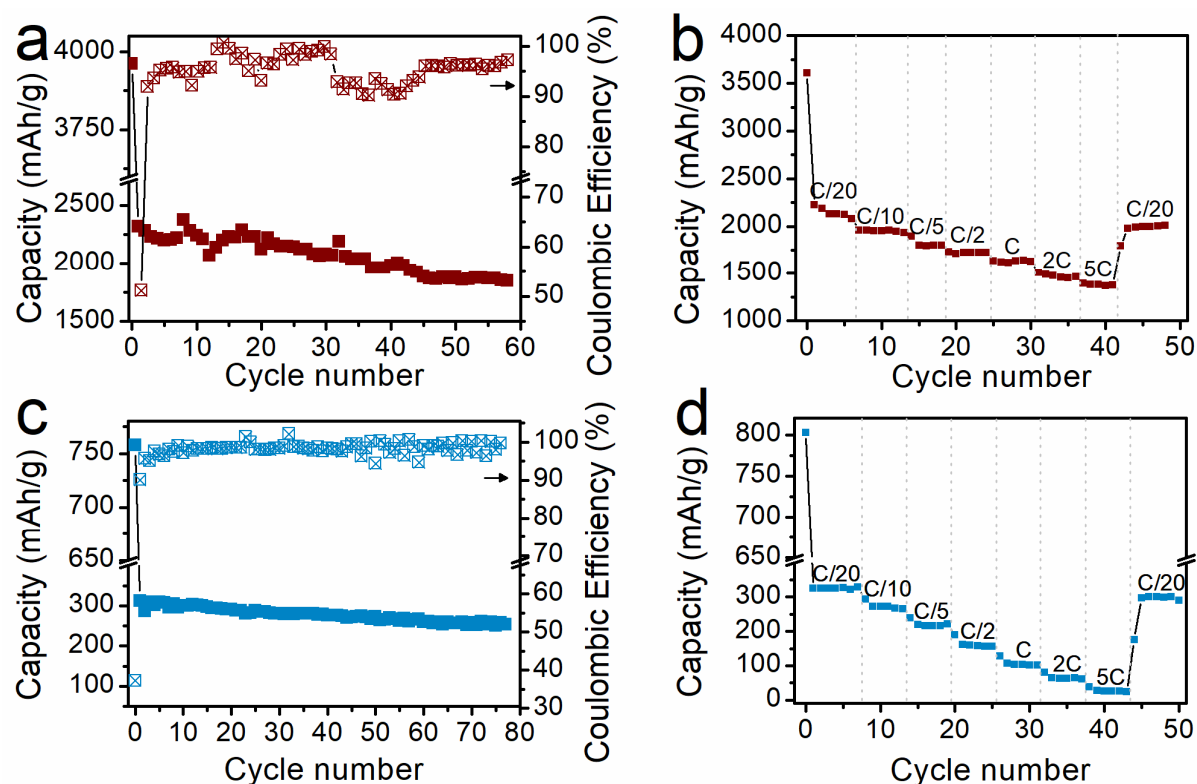 a
Capacity (mAh/g)
4000
3750
2250
2000
1750
1500
100
90
80
70
60
50
Coulombic Efficiency (%)
0 10 20 30 40 50 60
Cycle number
b
Capacity (mAh/g)
4000
3500
3000
2500
2000
1500
1000
C/20
C/10
C/5
C/2
C
2C
5C
C/20
0 10 20 30 40 50
Cycle number
c
Capacity (mAh/g)
750
700
650
300
200
100
100
90
80
70
60
50
40
30
Coulombic Efficiency (%)
0 10 20 30 40 50 60 70 80
Cycle number
d
Capacity (mAh/g)
800
750
700
650
300
200
100
0
C/20
C/10
C/5
C/2
C
2C
5C
C/20
0 10 20 30 40 50
Cycle number